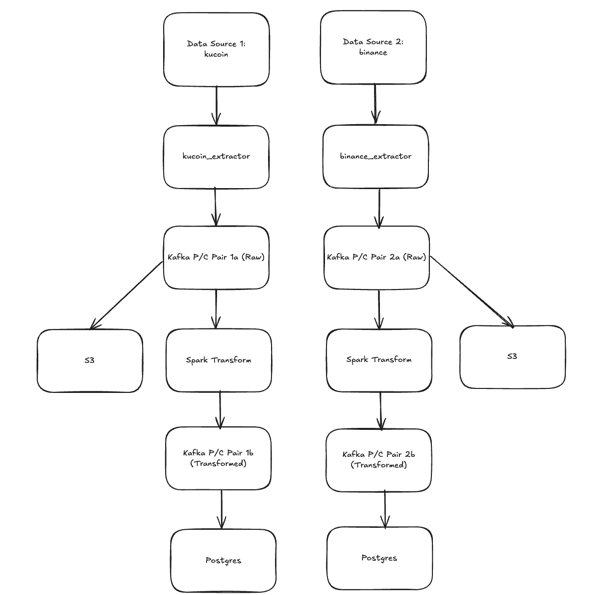 Data Source 1:
kucoin
Data Source 2:
binance
kucoin_extractor
binance_extractor
Kafka P/C Pair 1a (Raw)
Kafka P/C Pair 2a (Raw)
S3
Spark Transform
Spark Transform
S3
Kafka P/C Pair 1b
(Transformed)
Kafka P/C Pair 2b
(Transformed)
Postgres
Postgres